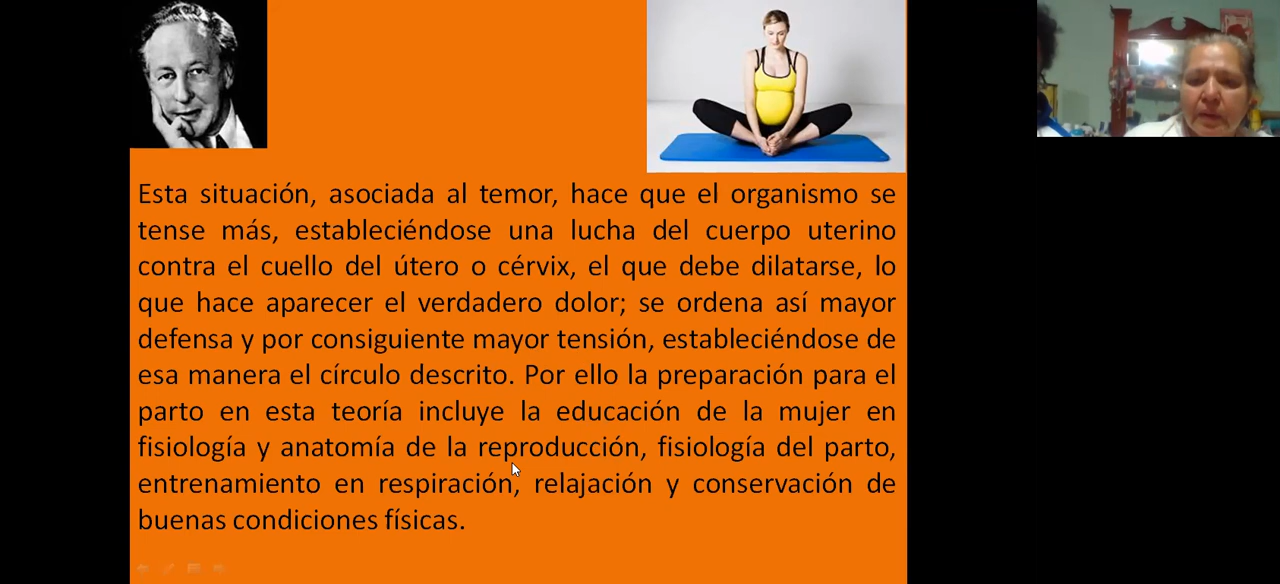 Esta situación, asociada al temor, hace que el organismo se
tense más, estableciéndose una lucha del cuerpo uterino
contra el cuello del útero o cérvix, el que debe dilatarse, lo
que hace aparecer el verdadero dolor; se ordena así mayor
defensa y por consiguiente mayor tensión, estableciéndose de
esa manera el círculo descrito. Por ello la preparación para el
parto en esta teoría incluye la educación de la mujer en
fisiología y anatomía de la reproducción, fisiología del parto,
entrenamiento en respiración, relajación y conservación de
buenas condiciones físicas.